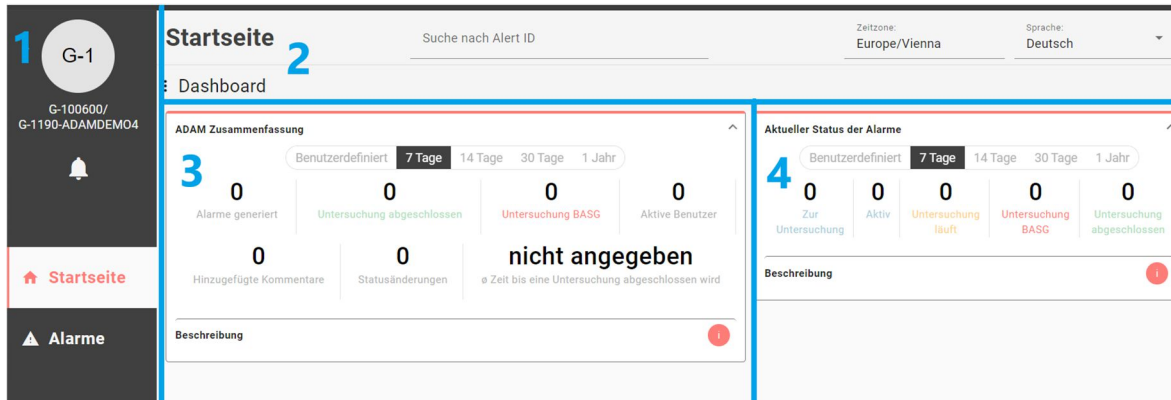 1
G-1
G-100600/
G-1190-ADAMDEMO4
Startseite
Alarme
2
Startseite
Suche nach Alert ID
Zeitzone:
Europe/Vienna
Sprache:
Deutsch
Dashboard
3
ADAM Zusammenfassung
Benutzerdefiniert 7 Tage 14 Tage 30 Tage 1 Jahr
0 0 0 0
Alarme generiert Untersuchung abgeschlossen Untersuchung BASG Aktive Benutzer
0 0 nicht angegeben
Hinzugefügte Kommentare Statusänderungen ø Zeit bis eine Untersuchung abgeschlossen wird
Beschreibung i
4
Aktueller Status der Alarme
Benutzerdefiniert 7 Tage 14 Tage 30 Tage 1 Jahr
0 0 0 0 0
Zur Aktiv Untersuchung Untersuchung Untersuchung
Untersuchung läuft BASG abgeschlossen
Beschreibung i